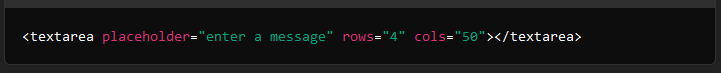 <textarea placeholder="enter a message" rows="4" cols="50"></textarea>